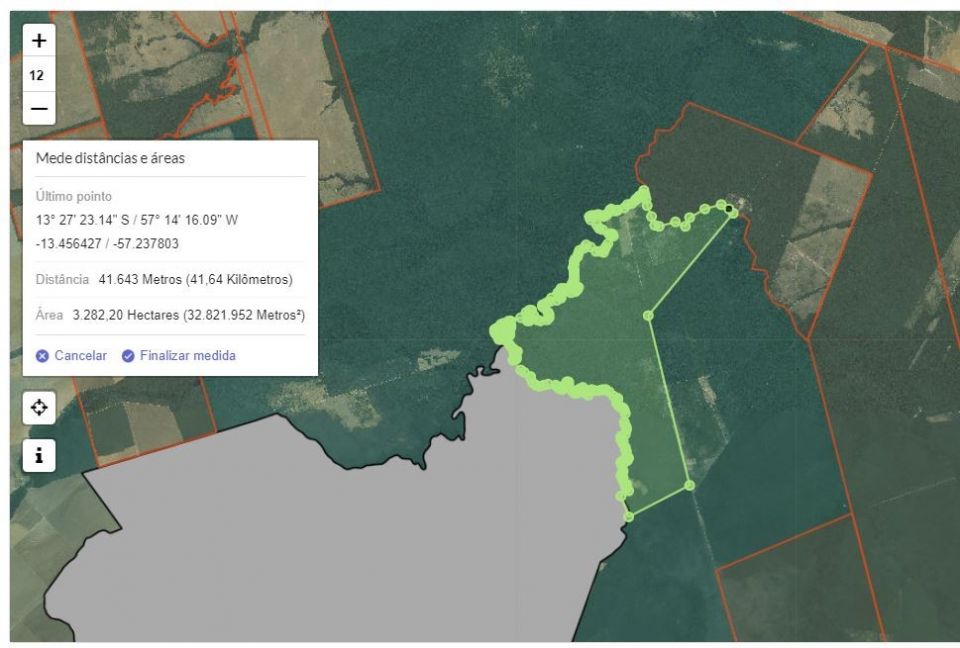 +
12
−
Mede distâncias e áreas
Último pointo
13° 27' 23.14" S / 57° 14' 16.09" W
-13.456427 / -57.237803
Distância 41.643 Metros (41,64 Kilômetros)
Área 3.282,20 Hectares (32.821.952 Metros²)
Cancelar Finalizar medida
i